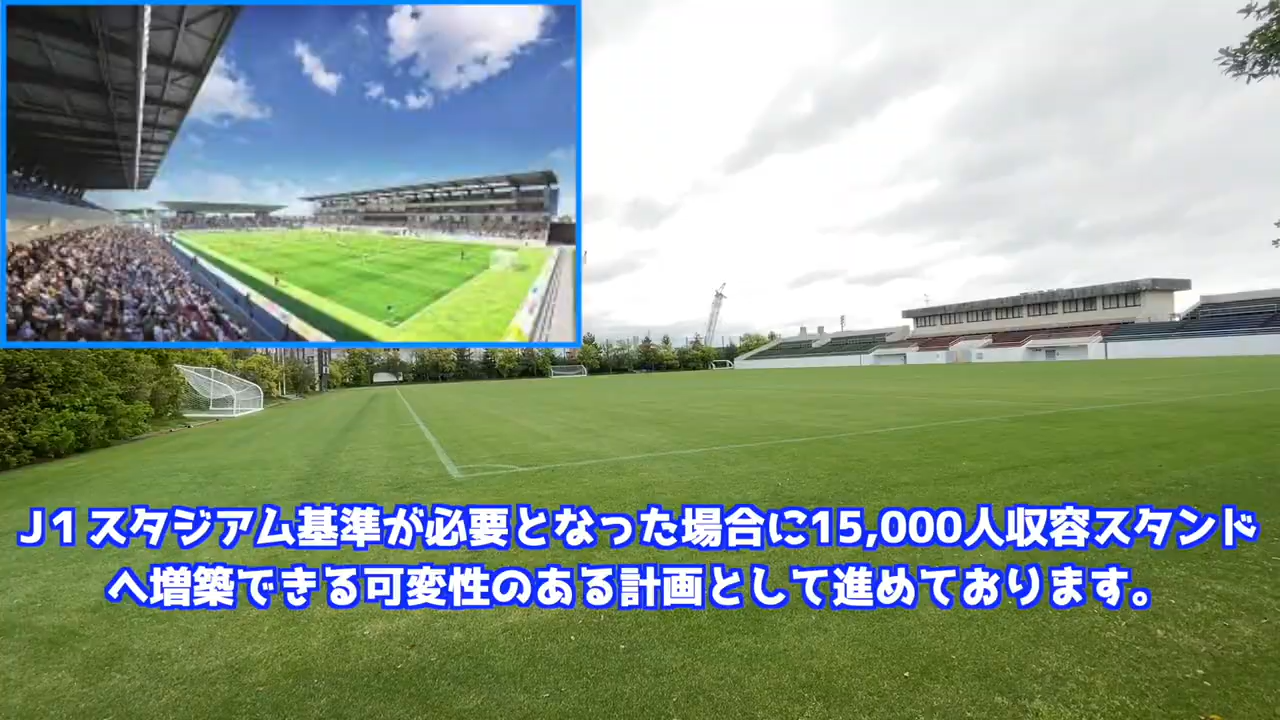 J1スタジアム基準が必要となった場合に15,000人収容スタンド
へ増築できる可変性のある計画として進めております。